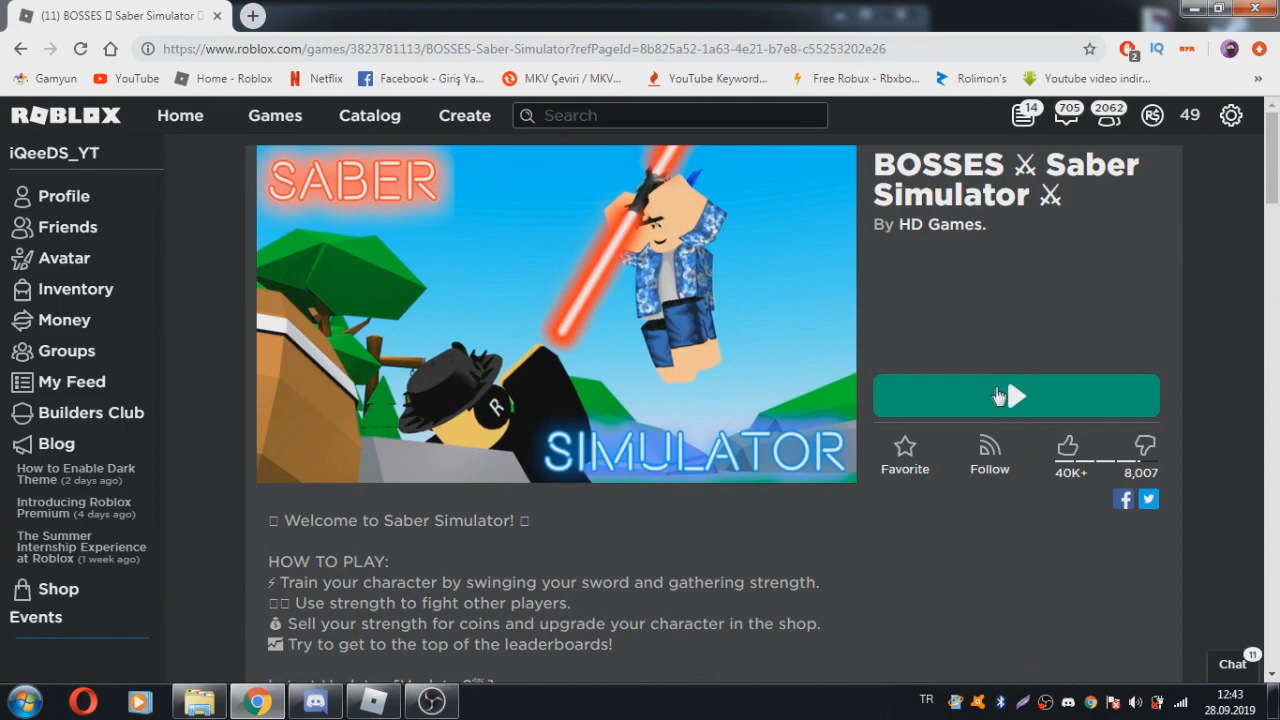 (11) BOSSES ⚔ Saber Simulator
https://www.roblox.com/games/3823781113/BOSSES-Saber-Simulator?refPageId=8b825a52-1a63-4e21-b7e8-c55253202e26
2
IQ
Gamyun
YouTube
Home - Roblox
Netflix
Facebook - Giriş Ya...
MKV Çeviri / MKV...
YouTube Keyword...
Free Robux - Rbxbo...
Rolimon's
Youtube video indir...
»
ROBLOX
Home
Games
Catalog
Create
Search
14
705
2062
R$
49
iQeeDS_YT
Profile
Friends
Avatar
Inventory
Money
Groups
My Feed
Builders Club
Blog
How to Enable Dark
Theme (2 days ago)
Introducing Roblox
Premium (4 days ago)
The Summer
Internship Experience
at Roblox (1 week ago)
Shop
Events
SABER
R
SIMULATOR
BOSSES ⚔ Saber
Simulator ⚔
By HD Games.
Favorite
Follow
40K+
8,007
Welcome to Saber Simulator!
HOW TO PLAY:
⚡ Train your character by swinging your sword and gathering strength.
Use strength to fight other players.
💰 Sell your strength for coins and upgrade your character in the shop.
📈 Try to get to the top of the leaderboards!
Chat
11
TR
12:43
28.09.2019